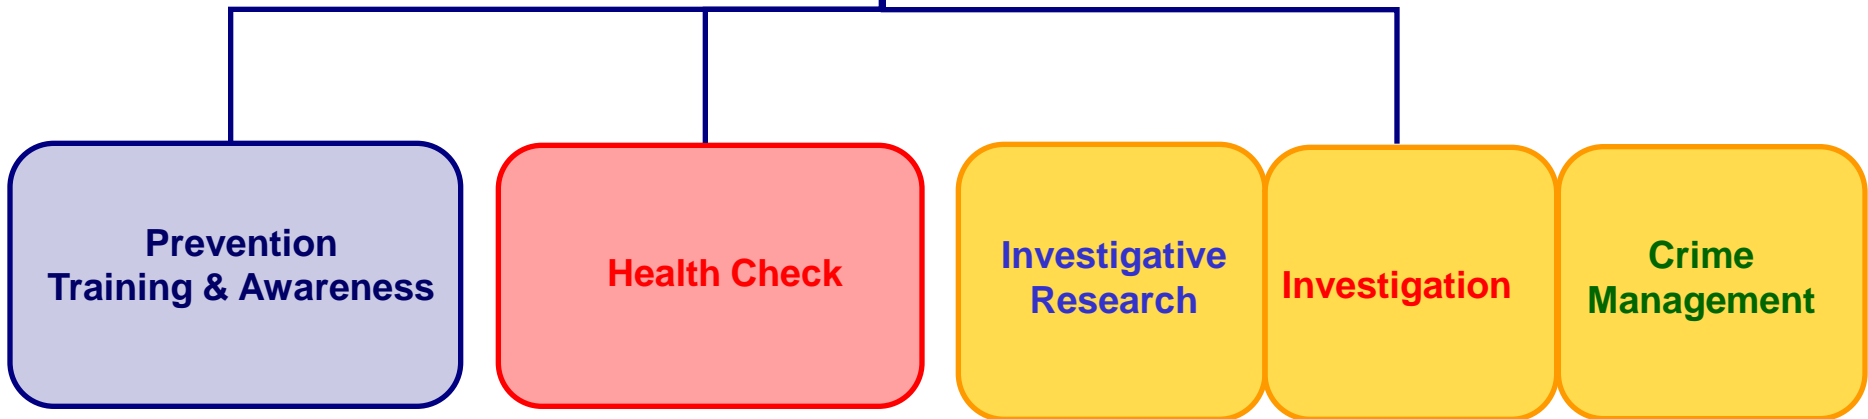 Prevention
Training & Awareness
Health Check
Investigative
Research
Investigation
Crime
Management